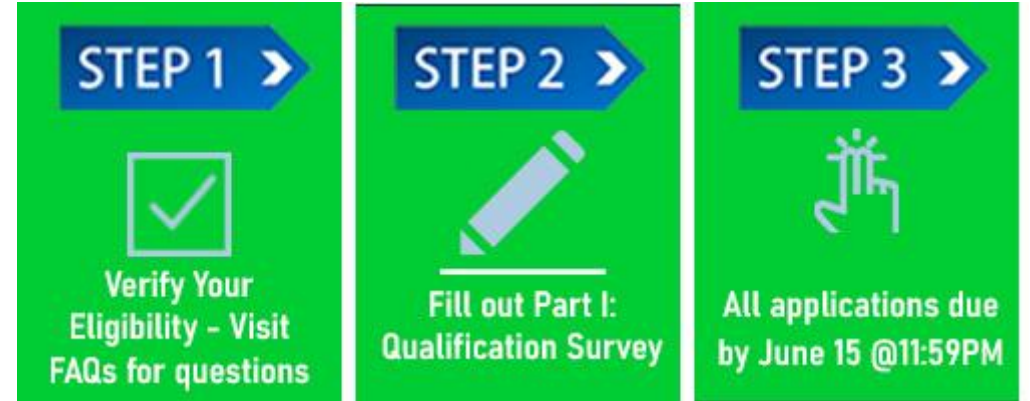 STEP 1
Verify Your
Eligibility - Visit
FAQs for questions
STEP 2
Fill out Part I:
Qualification Survey
STEP 3
All applications due
by June 15 @11:59PM